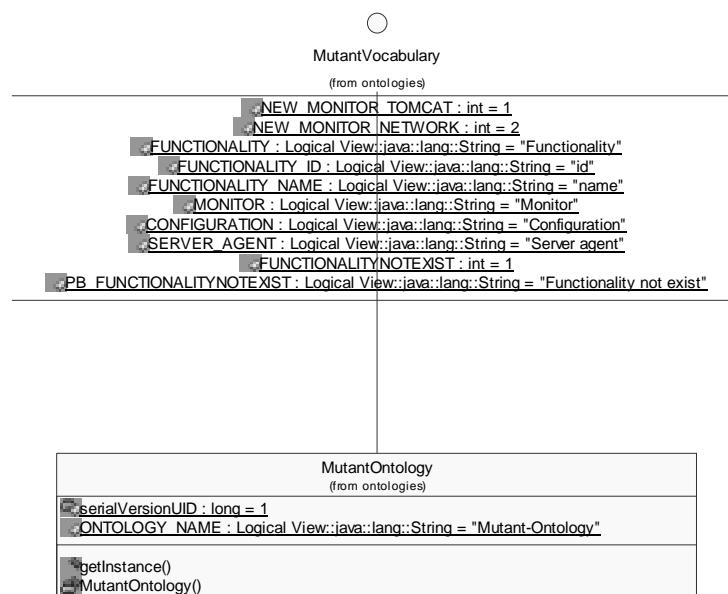 MutantVocabulary
(from ontologies)
NEW_MONITOR_TOMCAT : int = 1
NEW_MONITOR_NETWORK : int = 2
FUNCTIONALITY : Logical View::java::lang::String = "Functionality"
FUNCTIONALITY_ID : Logical View::java::lang::String = "id"
FUNCTIONALITY_NAME : Logical View::java::lang::String = "name"
MONITOR : Logical View::java::lang::String = "Monitor"
CONFIGURATION : Logical View::java::lang::String = "Configuration"
SERVER_AGENT : Logical View::java::lang::String = "Server agent"
FUNCTIONALITYNOTEXIST : int = 1
PB_FUNCTIONALITYNOTEXIST : Logical View::java::lang::String = "Functionality not exist"
MutantOntology
(from ontologies)
serialVersionUID : long = 1
ONTOLOGY_NAME : Logical View::java::lang::String = "Mutant-Ontology"
getInstance()
MutantOntology()